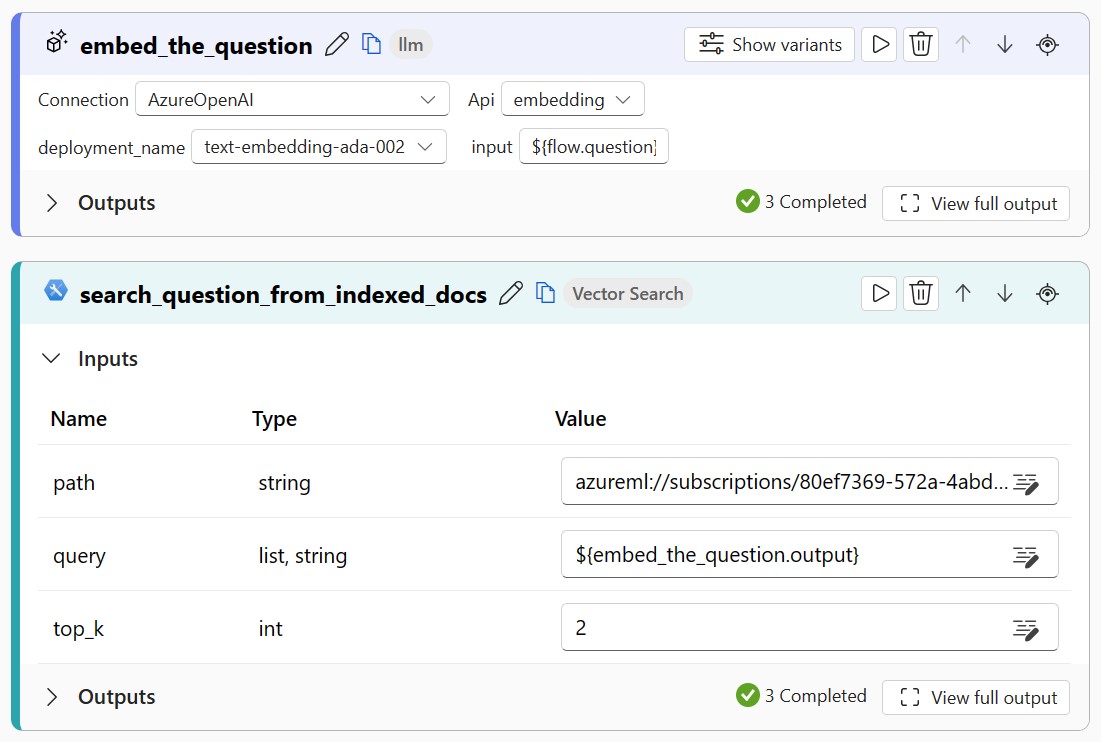 embed_the_question llm Show variants
Connection AzureOpenAI Api embedding
deployment_name text-embedding-ada-002 input ${flow.question}
Outputs 3 Completed View full output
search_question_from_indexed_docs Vector Search
Inputs
Name Type Value
path string azureml://subscriptions/80ef7369-572a-4abd...
query list, string ${embed_the_question.output}
top_k int 2
Outputs 3 Completed View full output